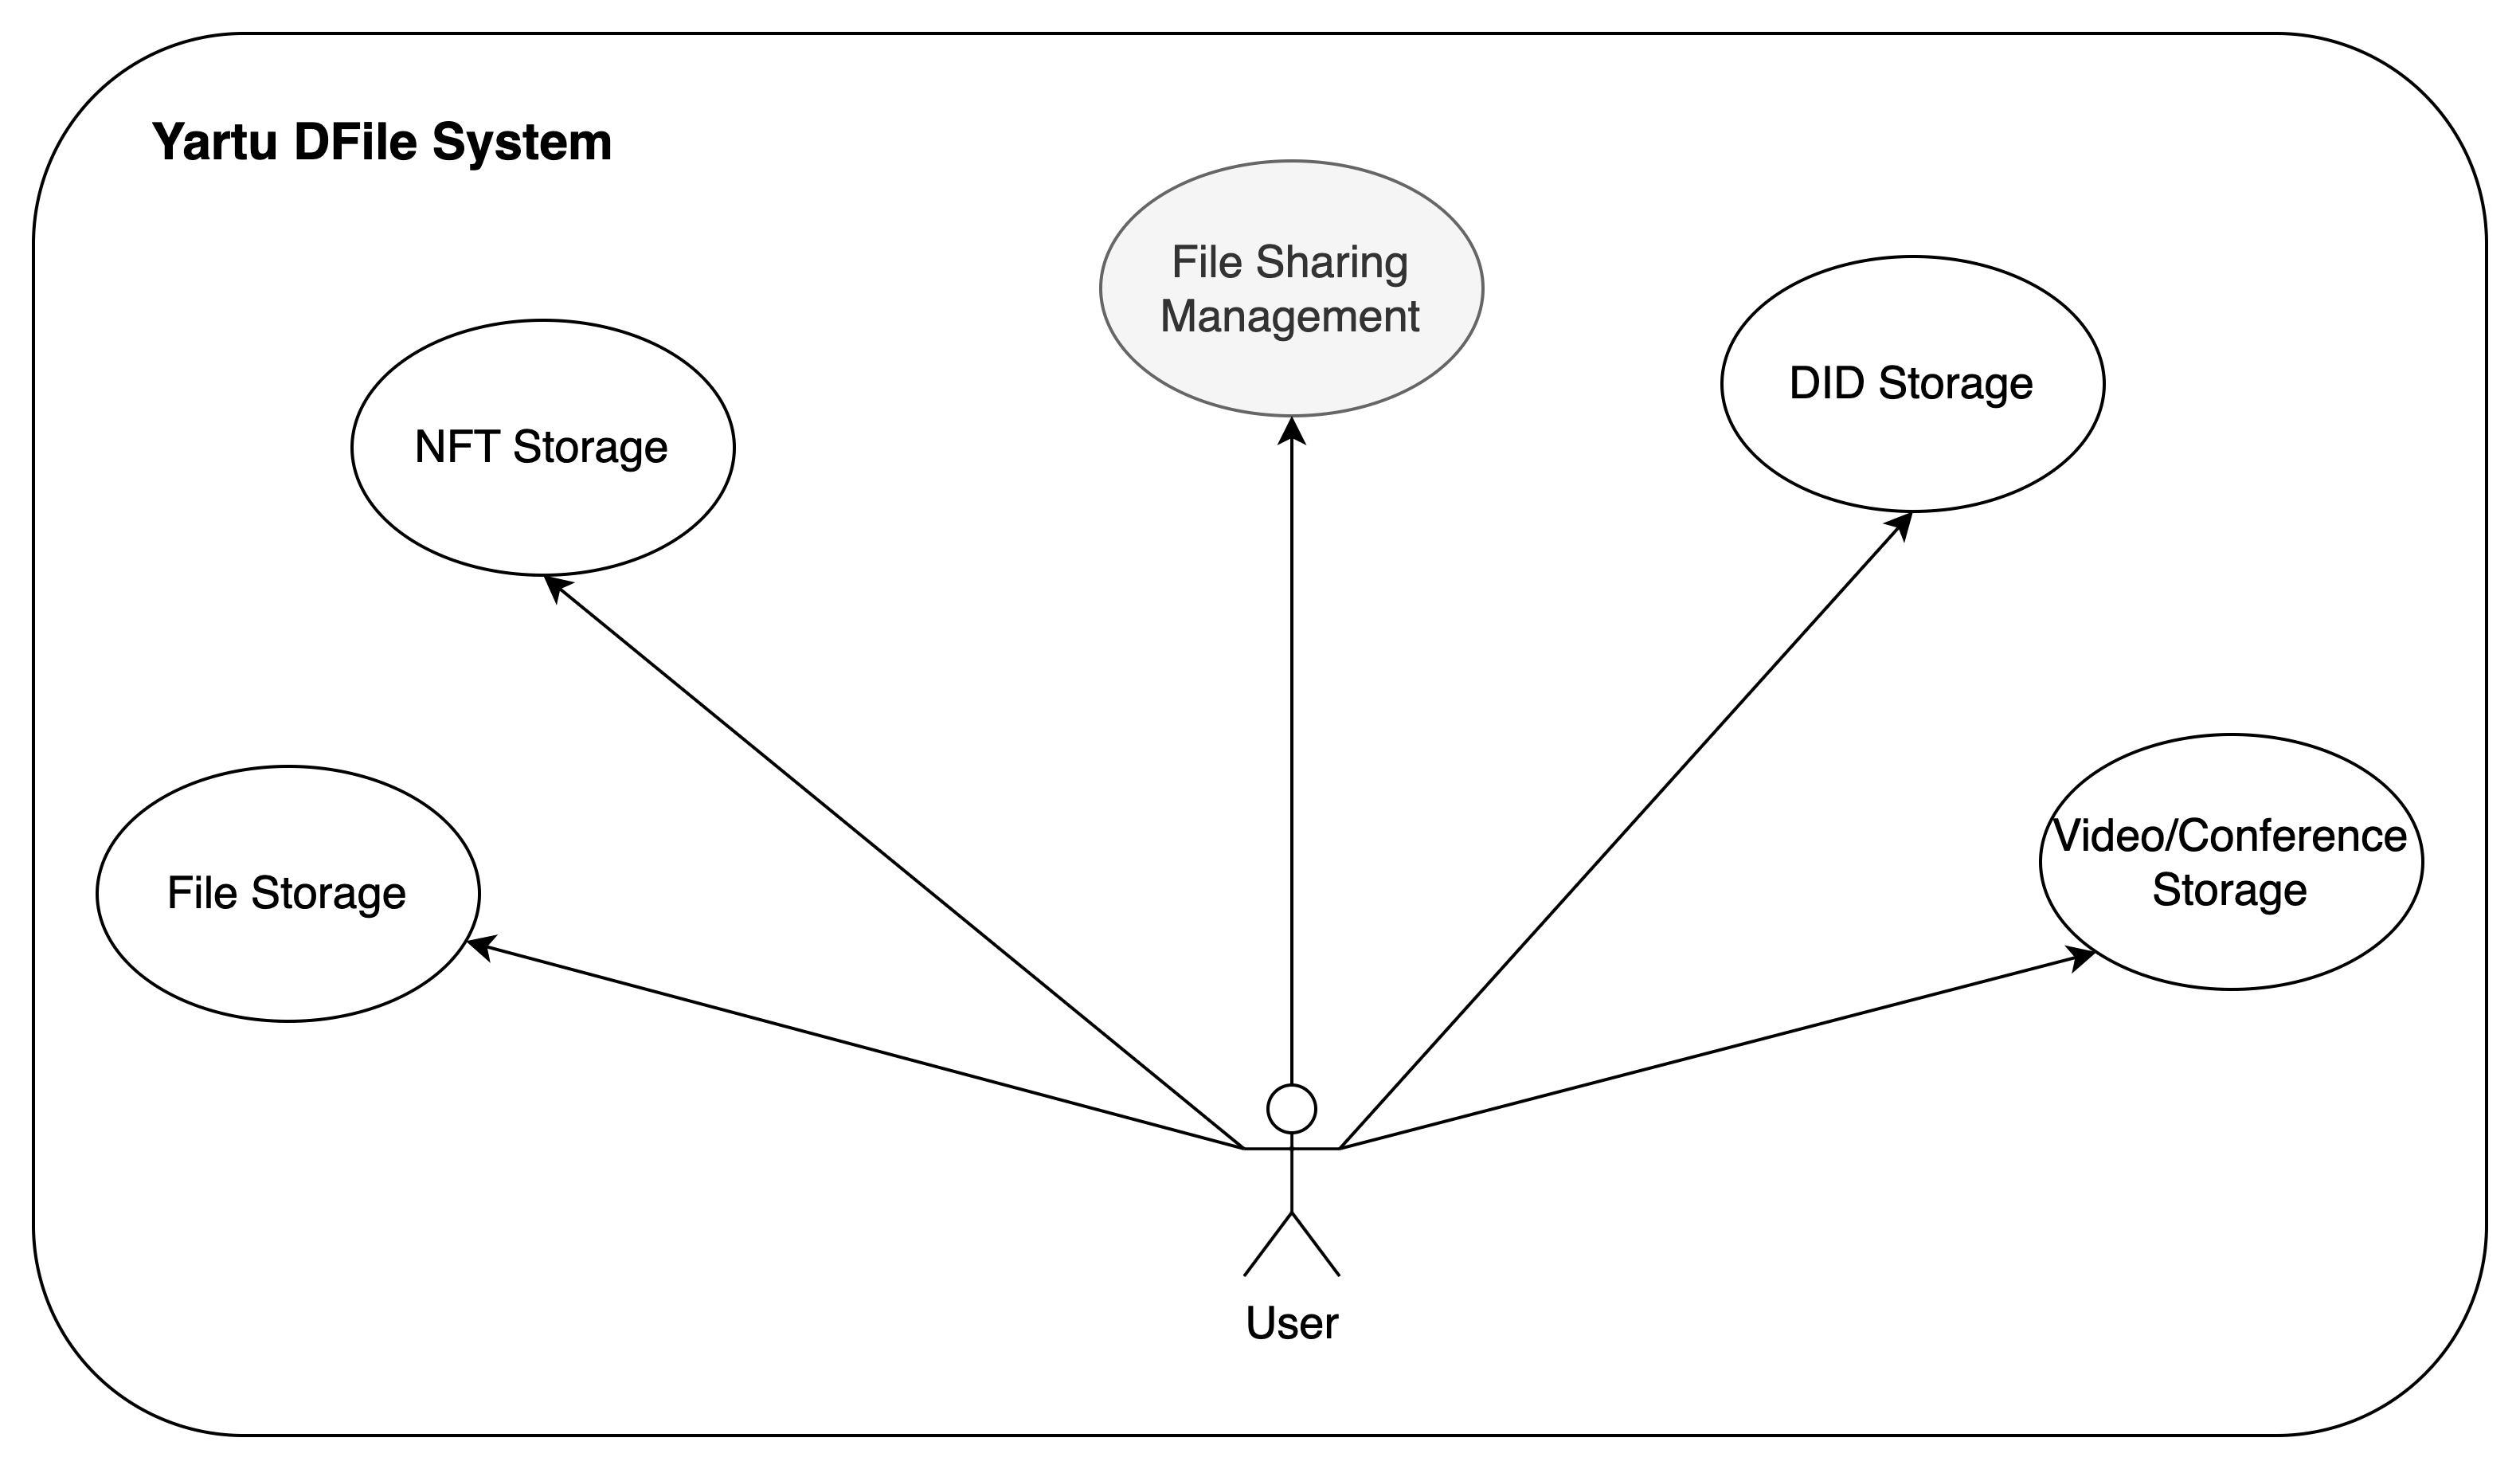 Yartu DFile System
File Sharing
Management
DID Storage
NFT Storage
Video/Conference
Storage
File Storage
User